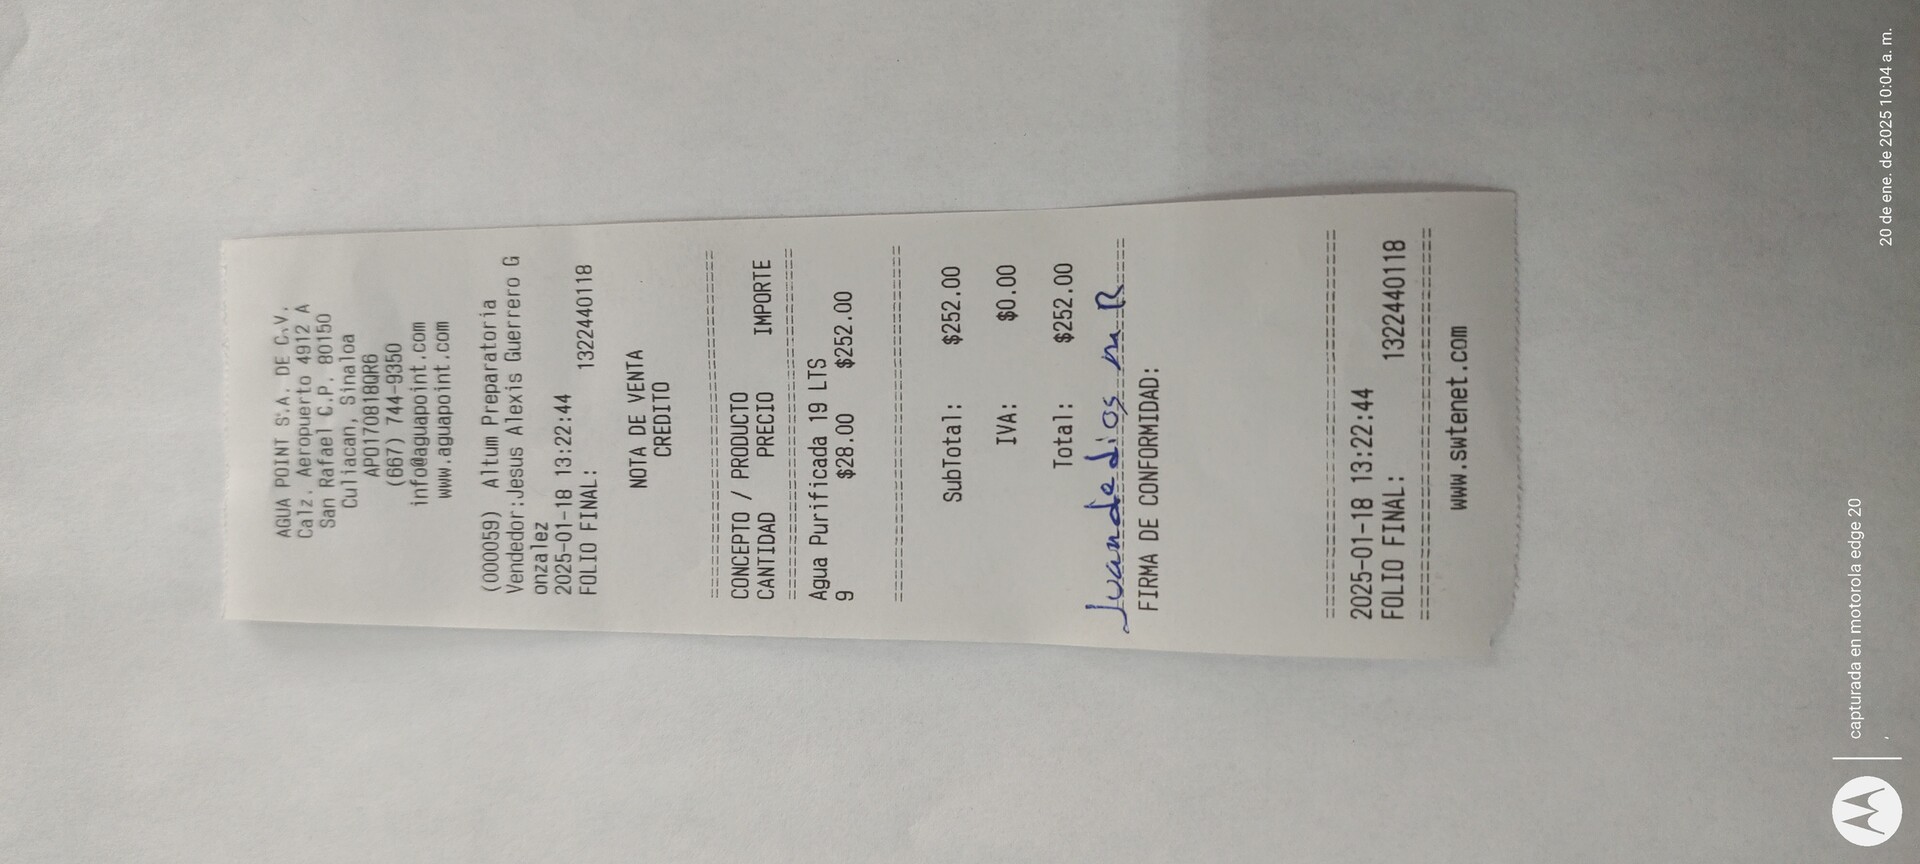 AGUA POINT S.A. DE C.V.
Calz. Aeropuerto 4912 A
San Rafael C.P. 80150
Culiacan, Sinaloa
APO170818QR6
(667) 744-9350
info@aguapoint.com
www.aguapoint.com
(000059) Altum Preparatoria
Vendedor:Jesus Alexis Guerrero G
onzalez
2025-01-18 13:22:44
FOLIO FINAL: 1322440118
NOTA DE VENTA
CREDITO
CONCEPTO / PRODUCTO
CANTIDAD PRECIO IMPORTE
Agua Purificada 19 LTS
9 $28.00 $252.00
SubTotal: $252.00
IVA: $0.00
Total: $252.00
Juan de dios m R
FIRMA DE CONFORMIDAD:
2025-01-18 13:22:44
FOLIO FINAL: 1322440118
www.swtenet.com
capturada en motorola edge 20
20 de ene. de 2025 10:04 a. m.